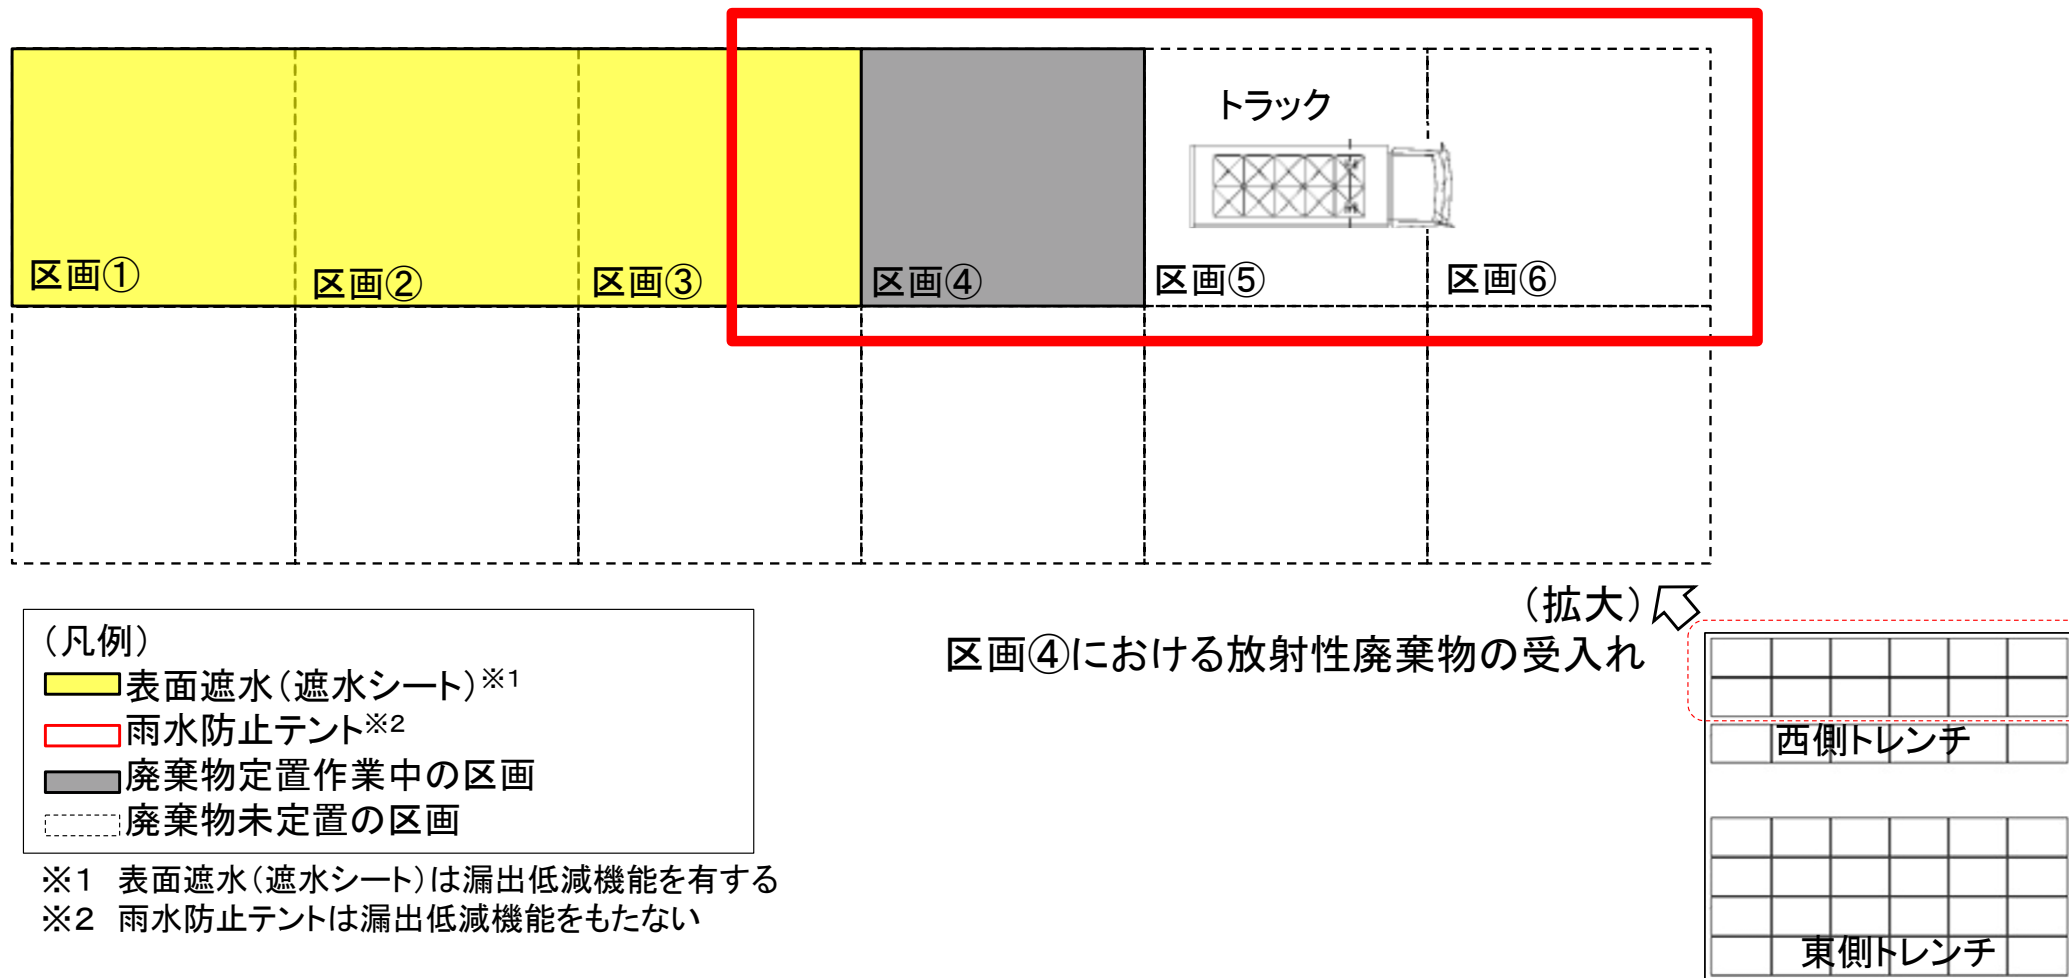 トラック
区画①
区画②
区画③
区画④
区画⑤
区画⑥
（拡大）
区画④における放射性廃棄物の受入れ
（凡例）
表面遮水（遮水シート）※1
雨水防止テント※2
廃棄物定置作業中の区画
廃棄物未定置の区画
※1　表面遮水（遮水シート）は漏出低減機能を有する
※2　雨水防止テントは漏出低減機能をもたない
西側トレンチ
東側トレンチ